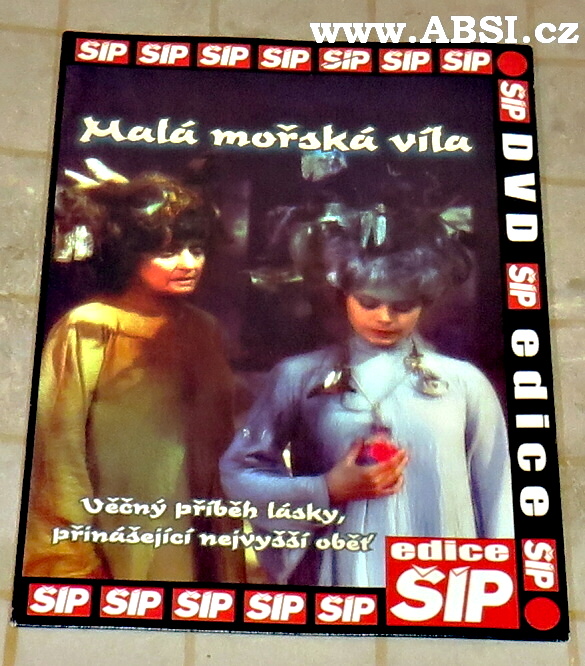 www.ABSI.cz
ŠÍP ŠÍP ŠÍP ŠÍP ŠÍP ŠÍP ŠÍP
Malá mořská víla
ŠÍP DVD ŠÍP edice ŠÍP
Věčný příběh lásky,
přinášející nejvyšší oběť
edice
ŠÍP
ŠÍP ŠÍP ŠÍP ŠÍP ŠÍP